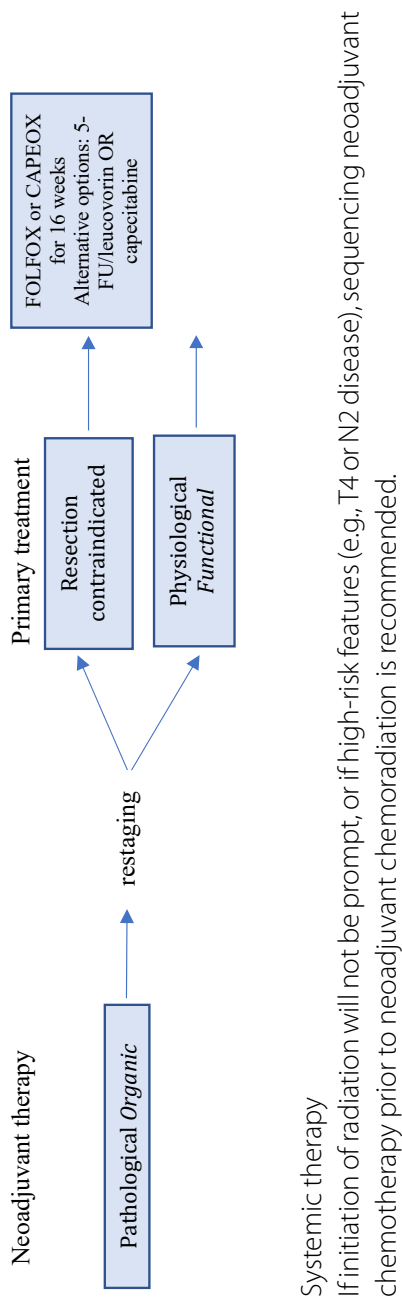 Neoadjuvant therapy
Primary treatment
Pathological Organic
restaging
Resection
contraindicated
Physiological
Functional
FOLFOX or CAPEOX
for 16 weeks
Alternative options: 5-
FU/leucovorin OR
capecitabine
Systemic therapy
If initiation of radiation will not be prompt, or if high-risk features (e.g., T4 or N2 disease), sequencing neoadjuvant
chemotherapy prior to neoadjuvant chemoradiation is recommended.